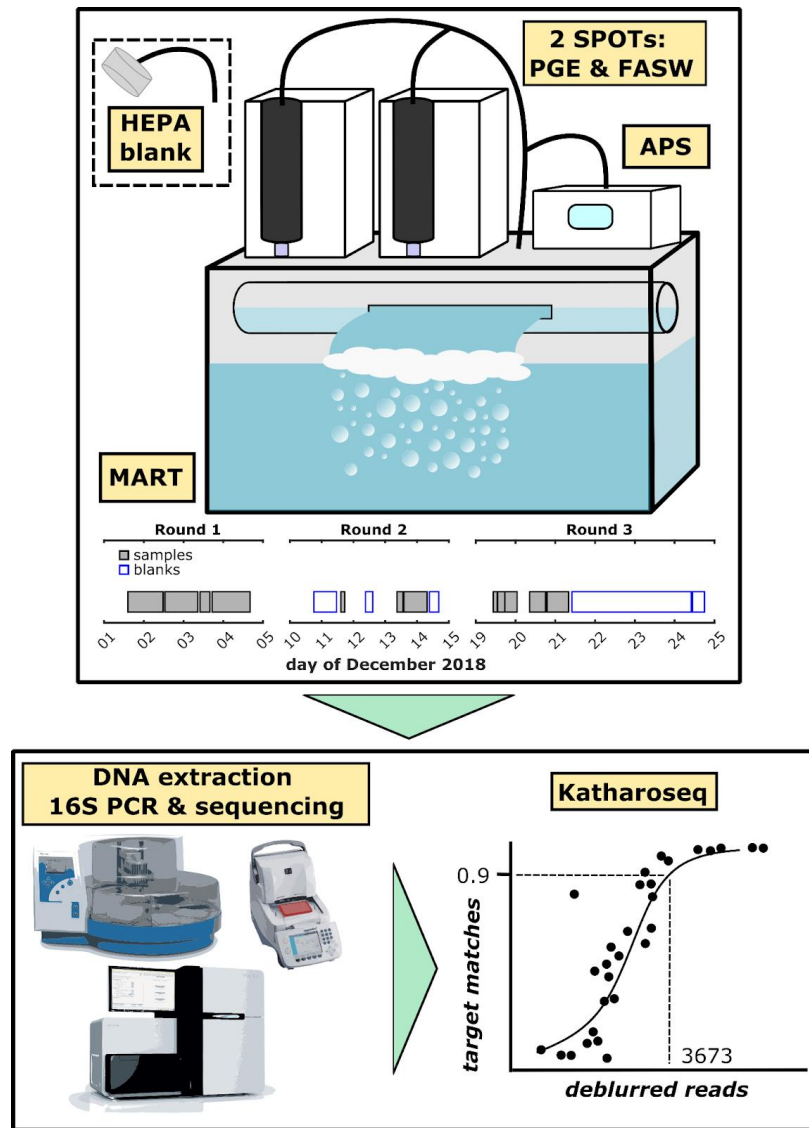 2 SPOTs:
PGE & FASW
HEPA
blank
APS
MART
Round 1
Round 2
Round 3
samples
blanks
01
02
03
04
05
10
11
12
13
14
15
19
20
21
22
23
24
25
day of December 2018
DNA extraction
16S PCR & sequencing
Katharoseq
0.9
target matches
3673
deblurred reads